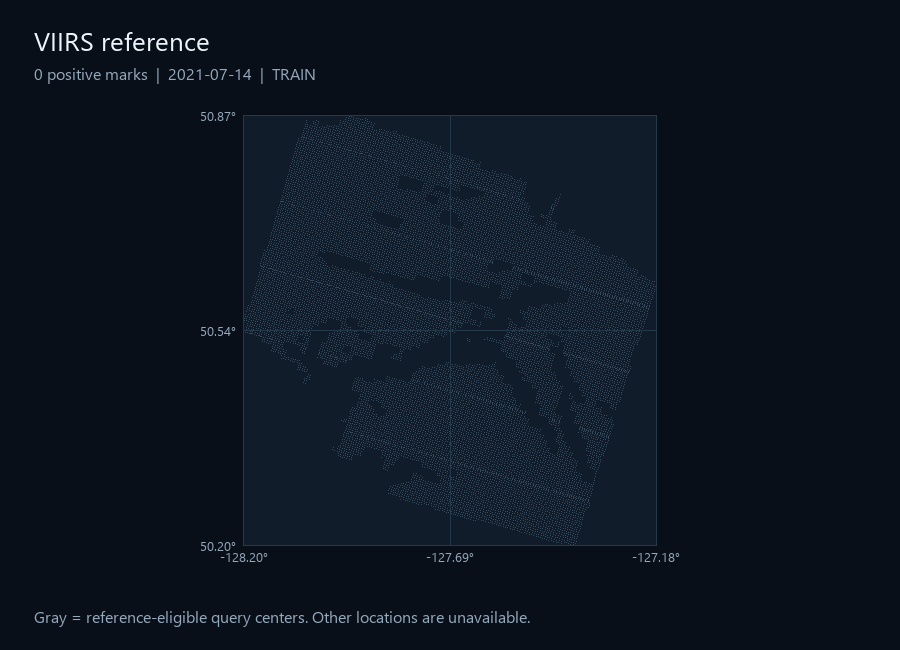 VIIRS reference
0 positive marks | 2021-07-14 | TRAIN
50.87°
50.54°
50.20°
-128.20°
-127.69°
-127.18°
Gray = reference-eligible query centers. Other locations are unavailable.